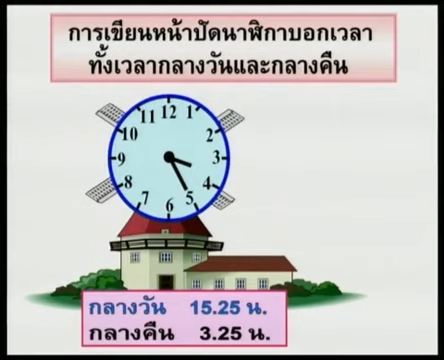 การเขียนหน้าปัดนาฬิกาบอกเวลา
ทั้งเวลากลางวันและกลางคืน
12
11 1
10 2
9 3
8 4
7 5
6
กลางวัน 15.25 น.
กลางคืน 3.25 น.